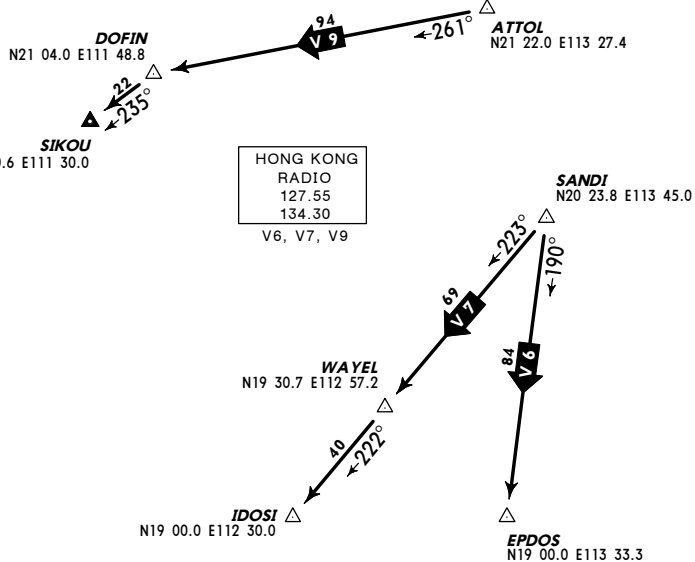 94
V 9
←261°
ATTOL
N21 22.0 E113 27.4
DOFIN
N21 04.0 E111 48.8
22
←235°
SIKOU
0.6 E111 30.0
HONG KONG
RADIO
127.55
134.30
V6, V7, V9
SANDI
N20 23.8 E113 45.0
←223°
←190°
69
V 7
84
V 6
WAYEL
N19 30.7 E112 57.2
40
←222°
IDOSI
N19 00.0 E112 30.0
EPDOS
N19 00.0 E113 33.3